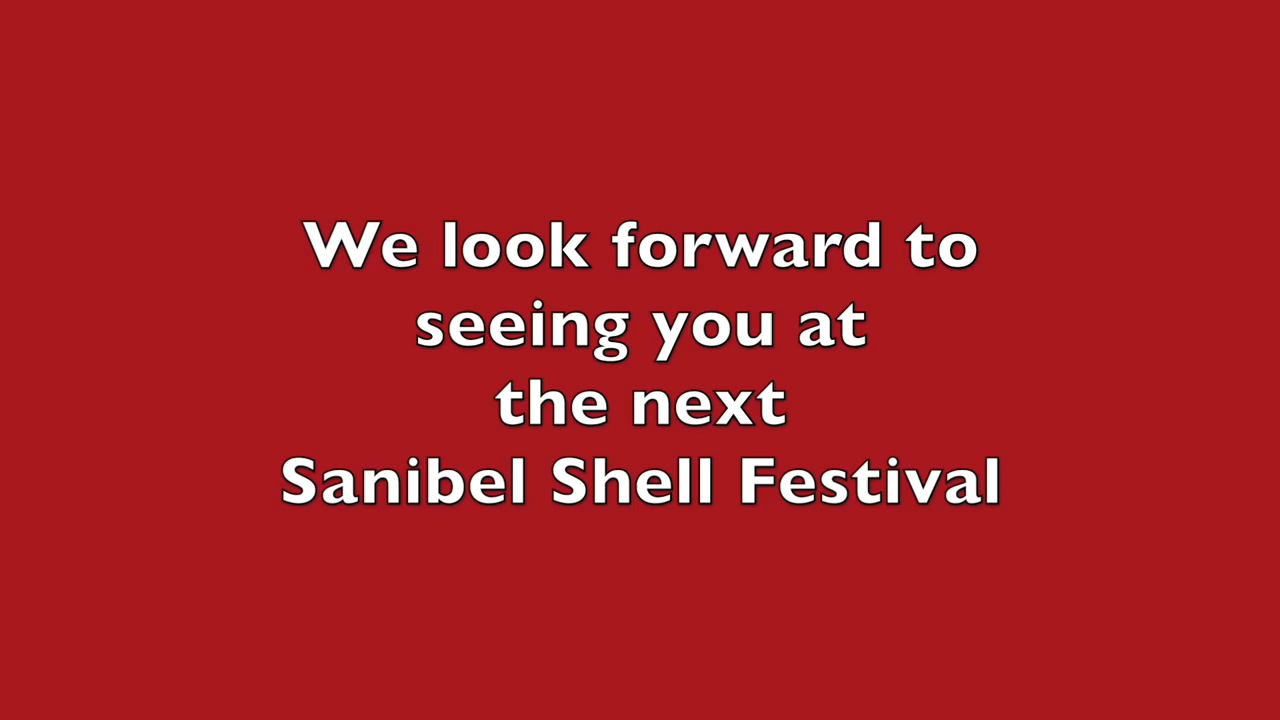 We look forward to
seeing you at
the next
Sanibel Shell Festival